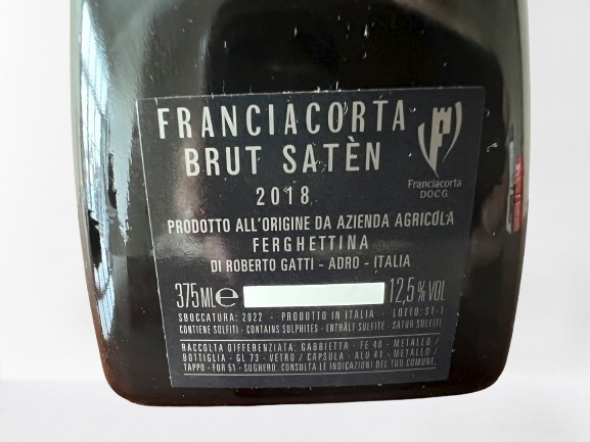 FRANCIACORTA
BRUT SATÈN
2018
Franciacorta
DOCG
PRODOTTO ALL'ORIGINE DA AZIENDA AGRICOLA
FERGHETTINA
DI ROBERTO GATTI - ADRO - ITALIA
375ML℮ 12,5%VOL
SBOCCATURA: 2022 - PRODOTTO IN ITALIA - LOTTO: ST-1
CONTIENE SOLFITI - CONTAINS SULPHITES - ENTHÄLT SULFITE - SATUR SULFITI
RACCOLTA DIFFERENZIATA: GABBIETTA - FE 40 - METALLO /
BOTTIGLIA - GL 73 - VETRO / CAPSULA - ALU 41 - METALLO /
TAPPO - FOR 51 - SUGHERO. CONSULTA LE INDICAZIONI DEL TUO COMUNE.